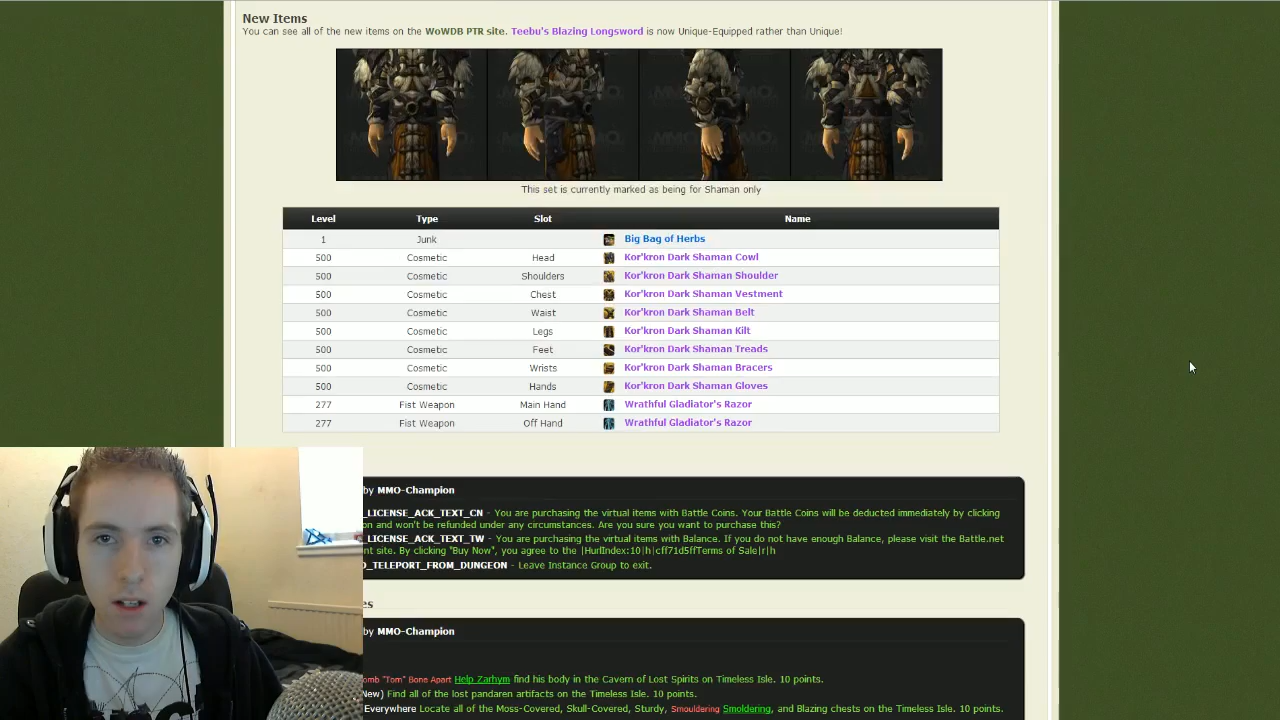 New Items
You can see all of the new items on the WoWDB PTR site. Teebu's Blazing Longsword is now Unique-Equipped rather than Unique!
This set is currently marked as being for Shaman only
Level Type Slot Name
1 Junk Big Bag of Herbs
500 Cosmetic Head Kor'kron Dark Shaman Cowl
500 Cosmetic Shoulders Kor'kron Dark Shaman Shoulder
500 Cosmetic Chest Kor'kron Dark Shaman Vestment
500 Cosmetic Waist Kor'kron Dark Shaman Belt
500 Cosmetic Legs Kor'kron Dark Shaman Kilt
500 Cosmetic Feet Kor'kron Dark Shaman Treads
500 Cosmetic Wrists Kor'kron Dark Shaman Bracers
500 Cosmetic Hands Kor'kron Dark Shaman Gloves
277 Fist Weapon Main Hand Wrathful Gladiator's Razor
277 Fist Weapon Off Hand Wrathful Gladiator's Razor
by MMO-Champion
_LICENSE_ACK_TEXT_CN - You are purchasing the virtual items with Battle Coins. Your Battle Coins will be deducted immediately by clicking
on and won't be refunded under any circumstances. Are you sure you want to purchase this?
_LICENSE_ACK_TEXT_TW - You are purchasing the virtual items with Balance. If you do not have enough Balance, please visit the Battle.net
nt site. By clicking "Buy Now", you agree to the |HurlIndex:10|h|cff71d5ffTerms of Sale|r|h
O_TELEPORT_FROM_DUNGEON - Leave Instance Group to exit.
es
by MMO-Champion
omb "Tom" Bone Apart Help Zarhym find his body in the Cavern of Lost Spirits on Timeless Isle. 10 points.
New) Find all of the lost pandaren artifacts on the Timeless Isle. 10 points.
Everywhere Locate all of the Moss-Covered, Skull-Covered, Sturdy, Smouldering Smoldering, and Blazing chests on the Timeless Isle. 10 points.